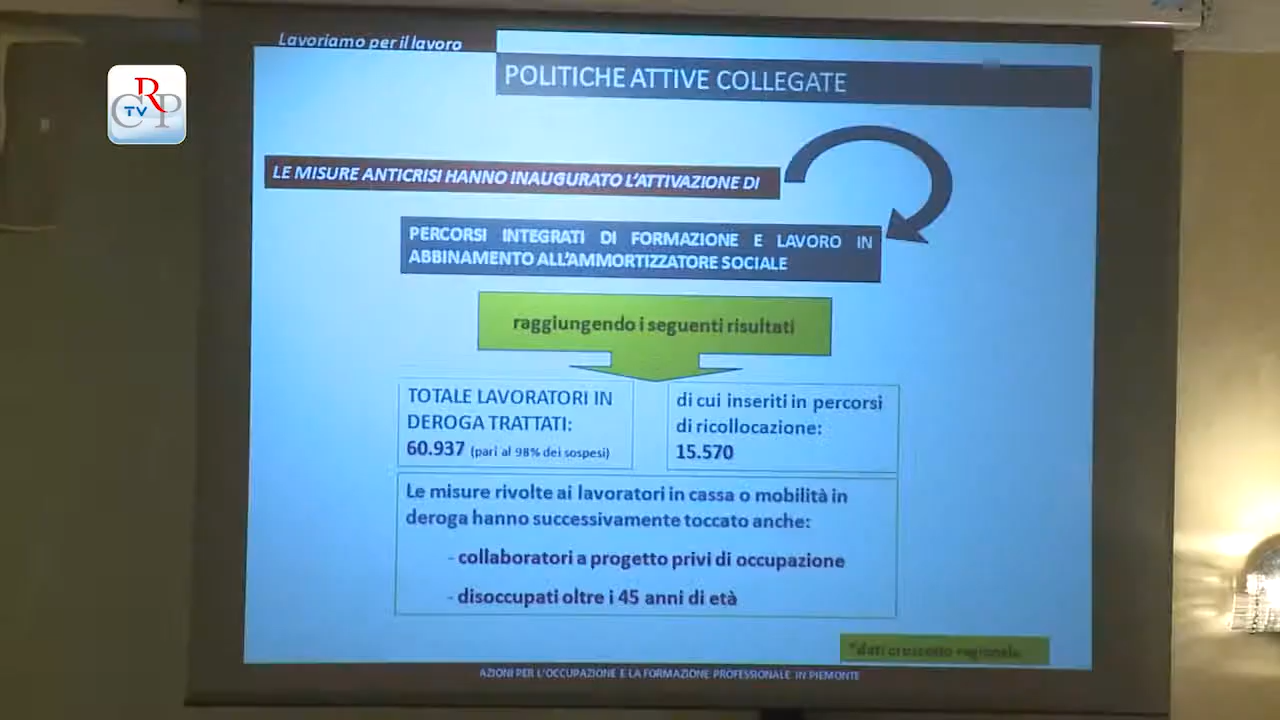 Lavoriamo per il lavoro
POLITICHE ATTIVE COLLEGATE
CRP
TV
LE MISURE ANTICRISI HANNO INAUGURATO L'ATTIVAZIONE DI
PERCORSI INTEGRATI DI FORMAZIONE E LAVORO IN
ABBINAMENTO ALL'AMMORTIZZATORE SOCIALE
raggiungendo i seguenti risultati
TOTALE LAVORATORI IN
DEROGA TRATTATI:
60.937 (pari al 98% dei sospesi)
di cui inseriti in percorsi
di ricollocazione:
15.570
Le misure rivolte ai lavoratori in cassa o mobilità in
deroga hanno successivamente toccato anche:
- collaboratori a progetto privi di occupazione
- disoccupati oltre i 45 anni di età
*dati cruscotto regionale
AZIONI PER L'OCCUPAZIONE E LA FORMAZIONE PROFESSIONALE IN PIEMONTE